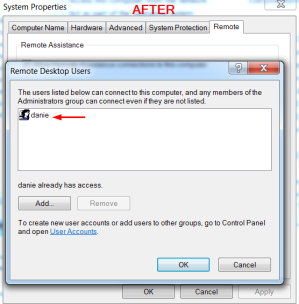 System Properties
AFTER
Computer Name
Hardware
Advanced
System Protection
Remote
Remote Assistance
Remote Desktop Users
The users listed below can connect to this computer, and any members of the
Administrators group can connect even if they are not listed.
danie
danie already has access.
Add...
Remove
To create new user accounts or add users to other groups, go to Control Panel
and open User Accounts.
OK
Cancel
OK
Cancel
Apply